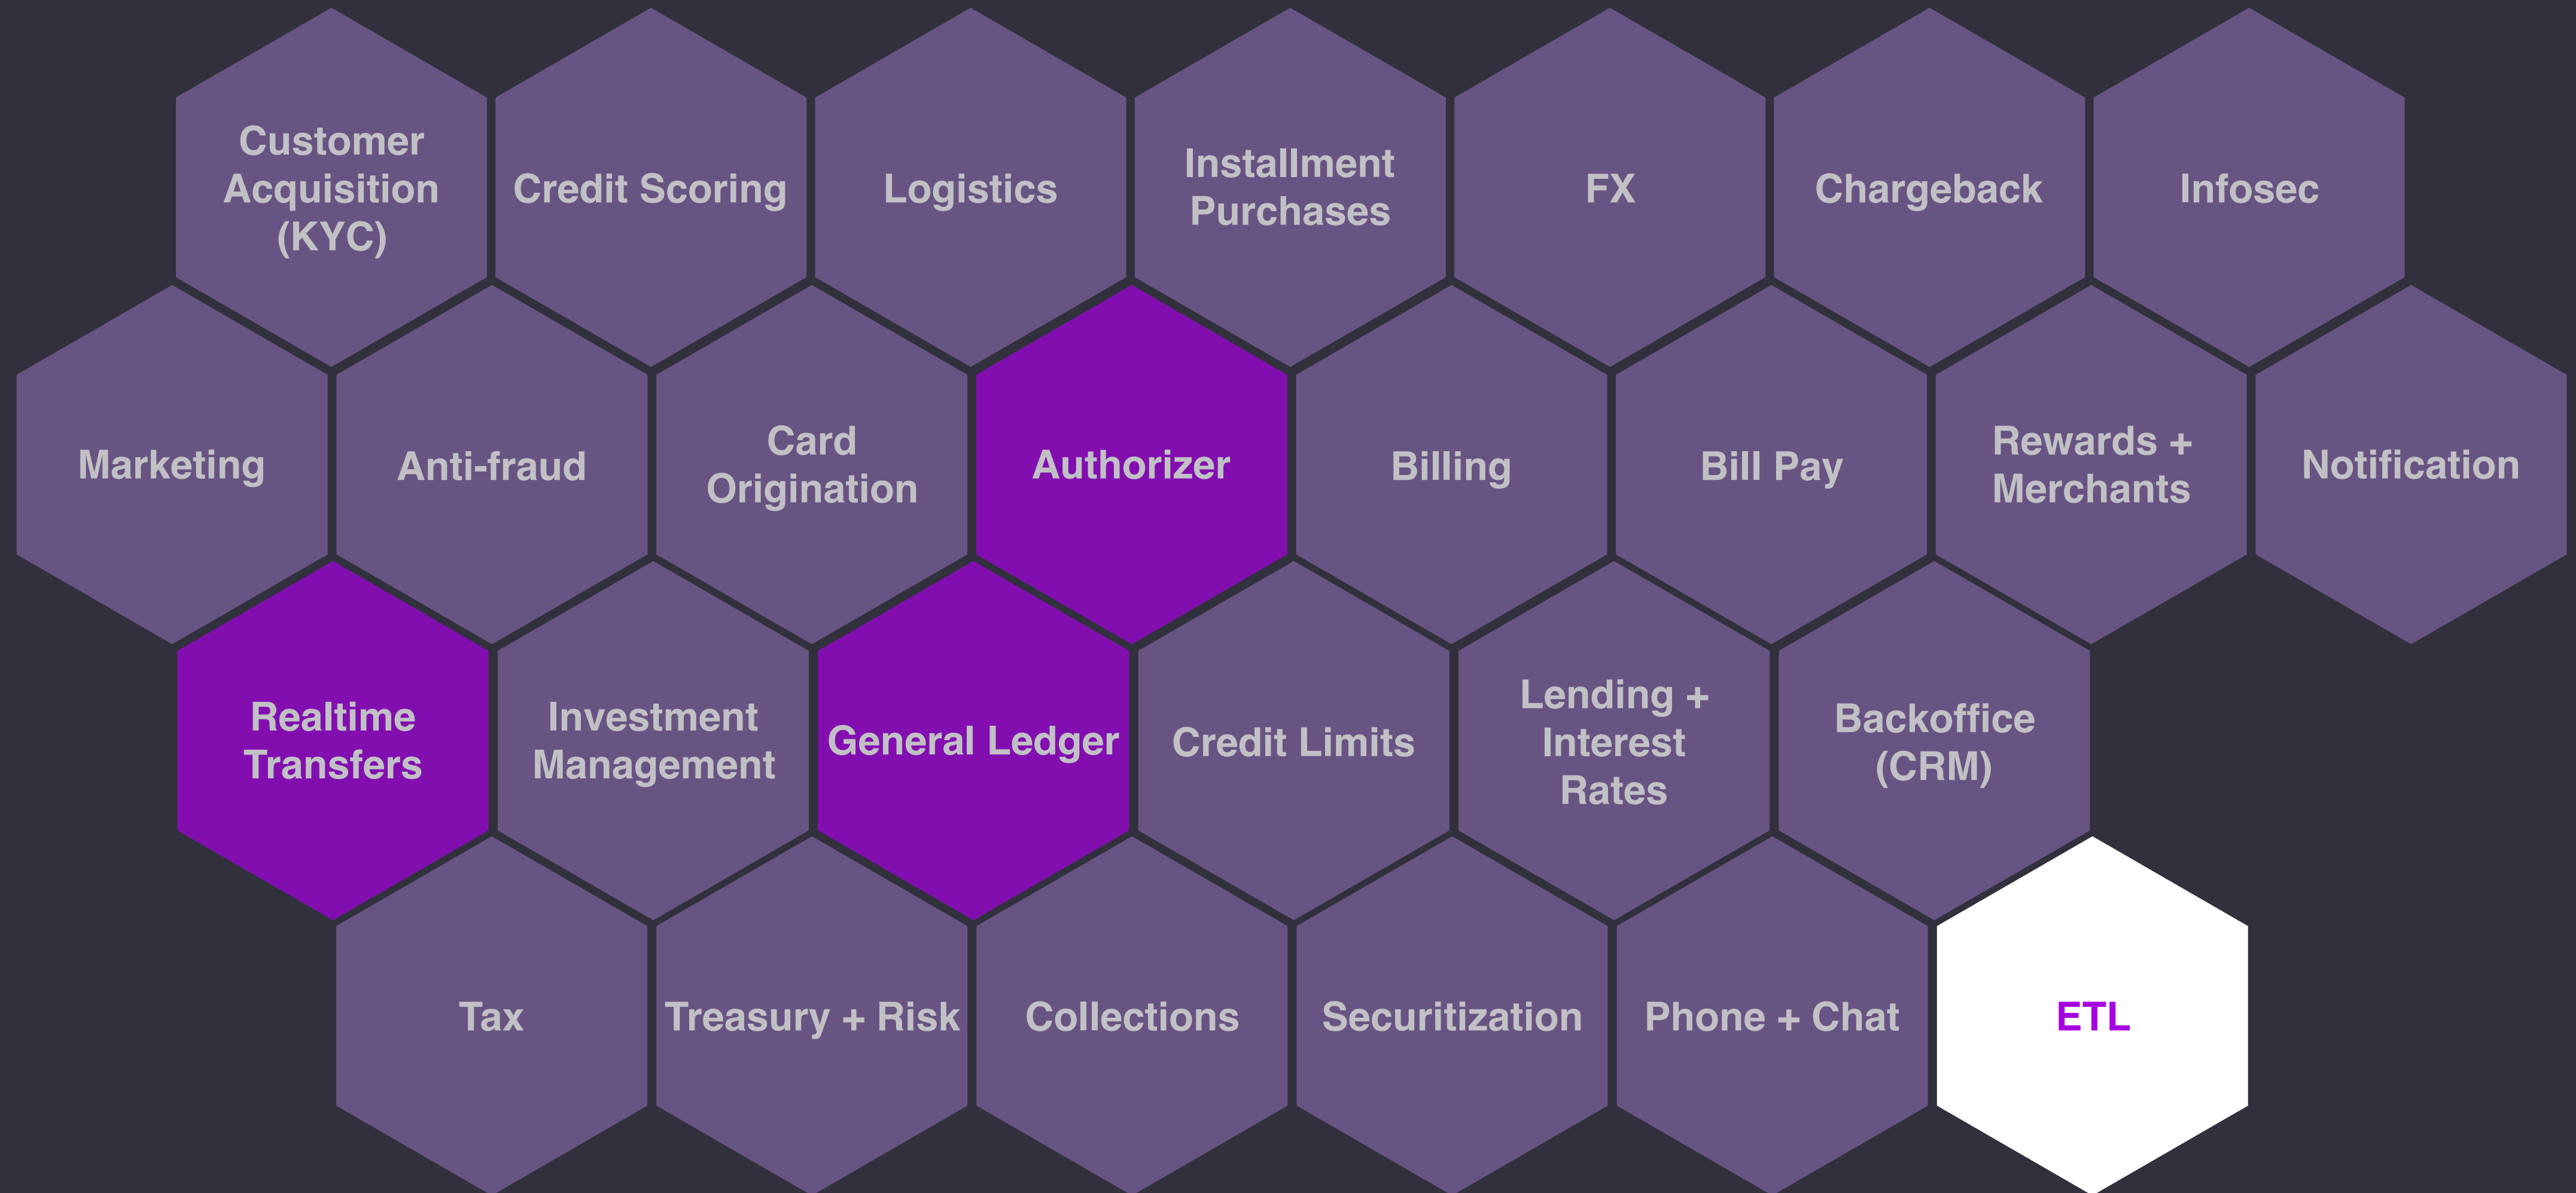 Customer
Acquisition
(KYC)
Credit Scoring
Logistics
Installment
Purchases
FX
Chargeback
Infosec
Marketing
Anti-fraud
Card
Origination
Authorizer
Billing
Bill Pay
Rewards +
Merchants
Notification
Realtime
Transfers
Investment
Management
General Ledger
Credit Limits
Lending +
Interest
Rates
Backoffice
(CRM)
Tax
Treasury + Risk
Collections
Securitization
Phone + Chat
ETL